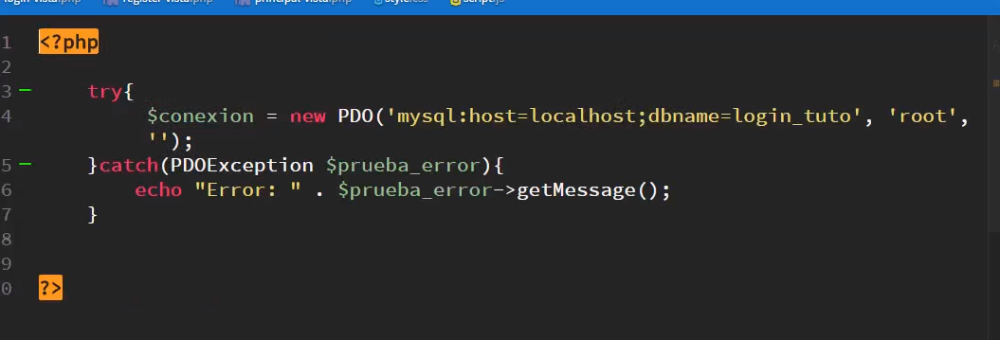 login-vista.php register-vista.php principal-vista.php style.css script.js
1 <?php
2
3 try{
4 $conexion = new PDO('mysql:host=localhost;dbname=login_tuto', 'root',
'');
5 }catch(PDOException $prueba_error){
6 echo "Error: " . $prueba_error->getMessage();
7 }
8
9
0 ?>